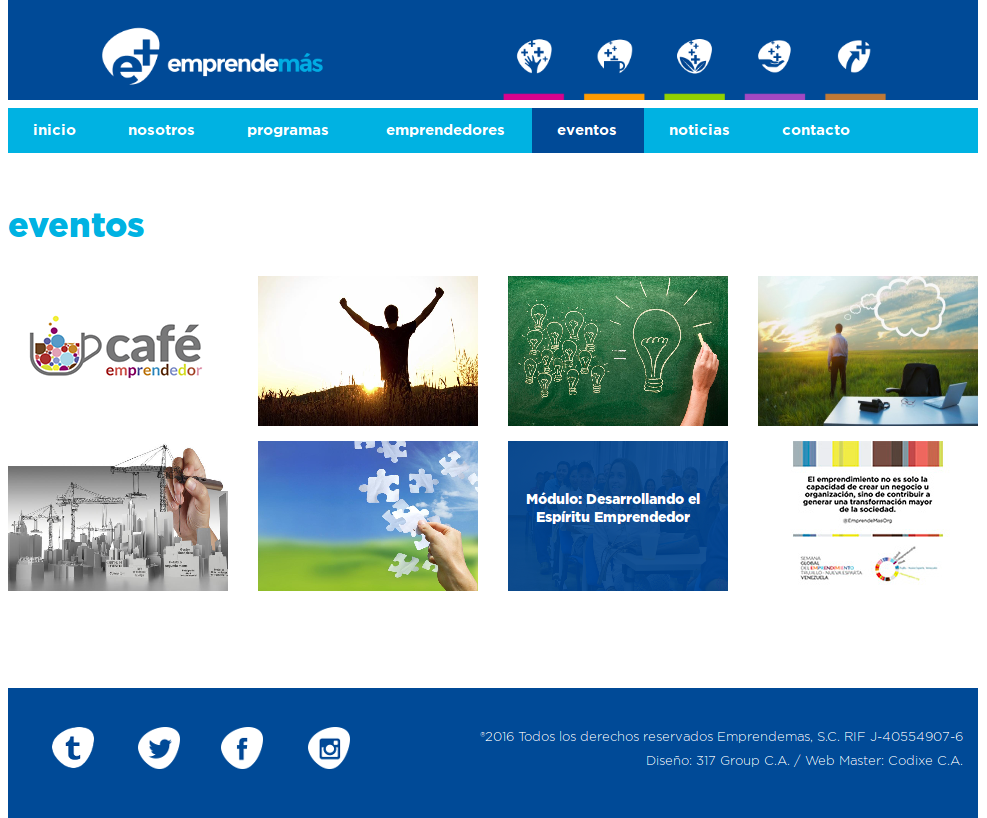 emprendemás
inicio nosotros programas emprendedores eventos noticias contacto
eventos
café
emprendedor
Módulo: Desarrollando el
Espíritu Emprendedor
El emprendimiento no es solo la
capacidad de crear un negocio u
organización, sino de contribuir a
generar una transformación mayor
de la sociedad.
@EmprendeMasOrg
SEMANA
GLOBAL
DEL EMPRENDIMIENTO
TRUJILLO - NUEVA ESPARTA
VENEZUELA
®2016 Todos los derechos reservados Emprendemas, S.C. RIF J-40554907-6
Diseño: 317 Group C.A. / Web Master: Codixe C.A.